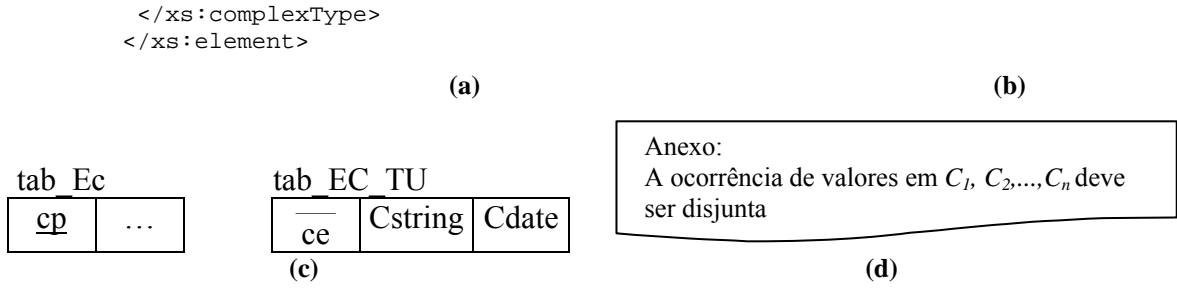 </xs:complexType>
</xs:element>
(a) (b)
tab_Ec tab_EC_TU
cp … ce Cstring Cdate
Anexo:
A ocorrência de valores em C1, C2,...,Cn deve
ser disjunta
(c) (d)